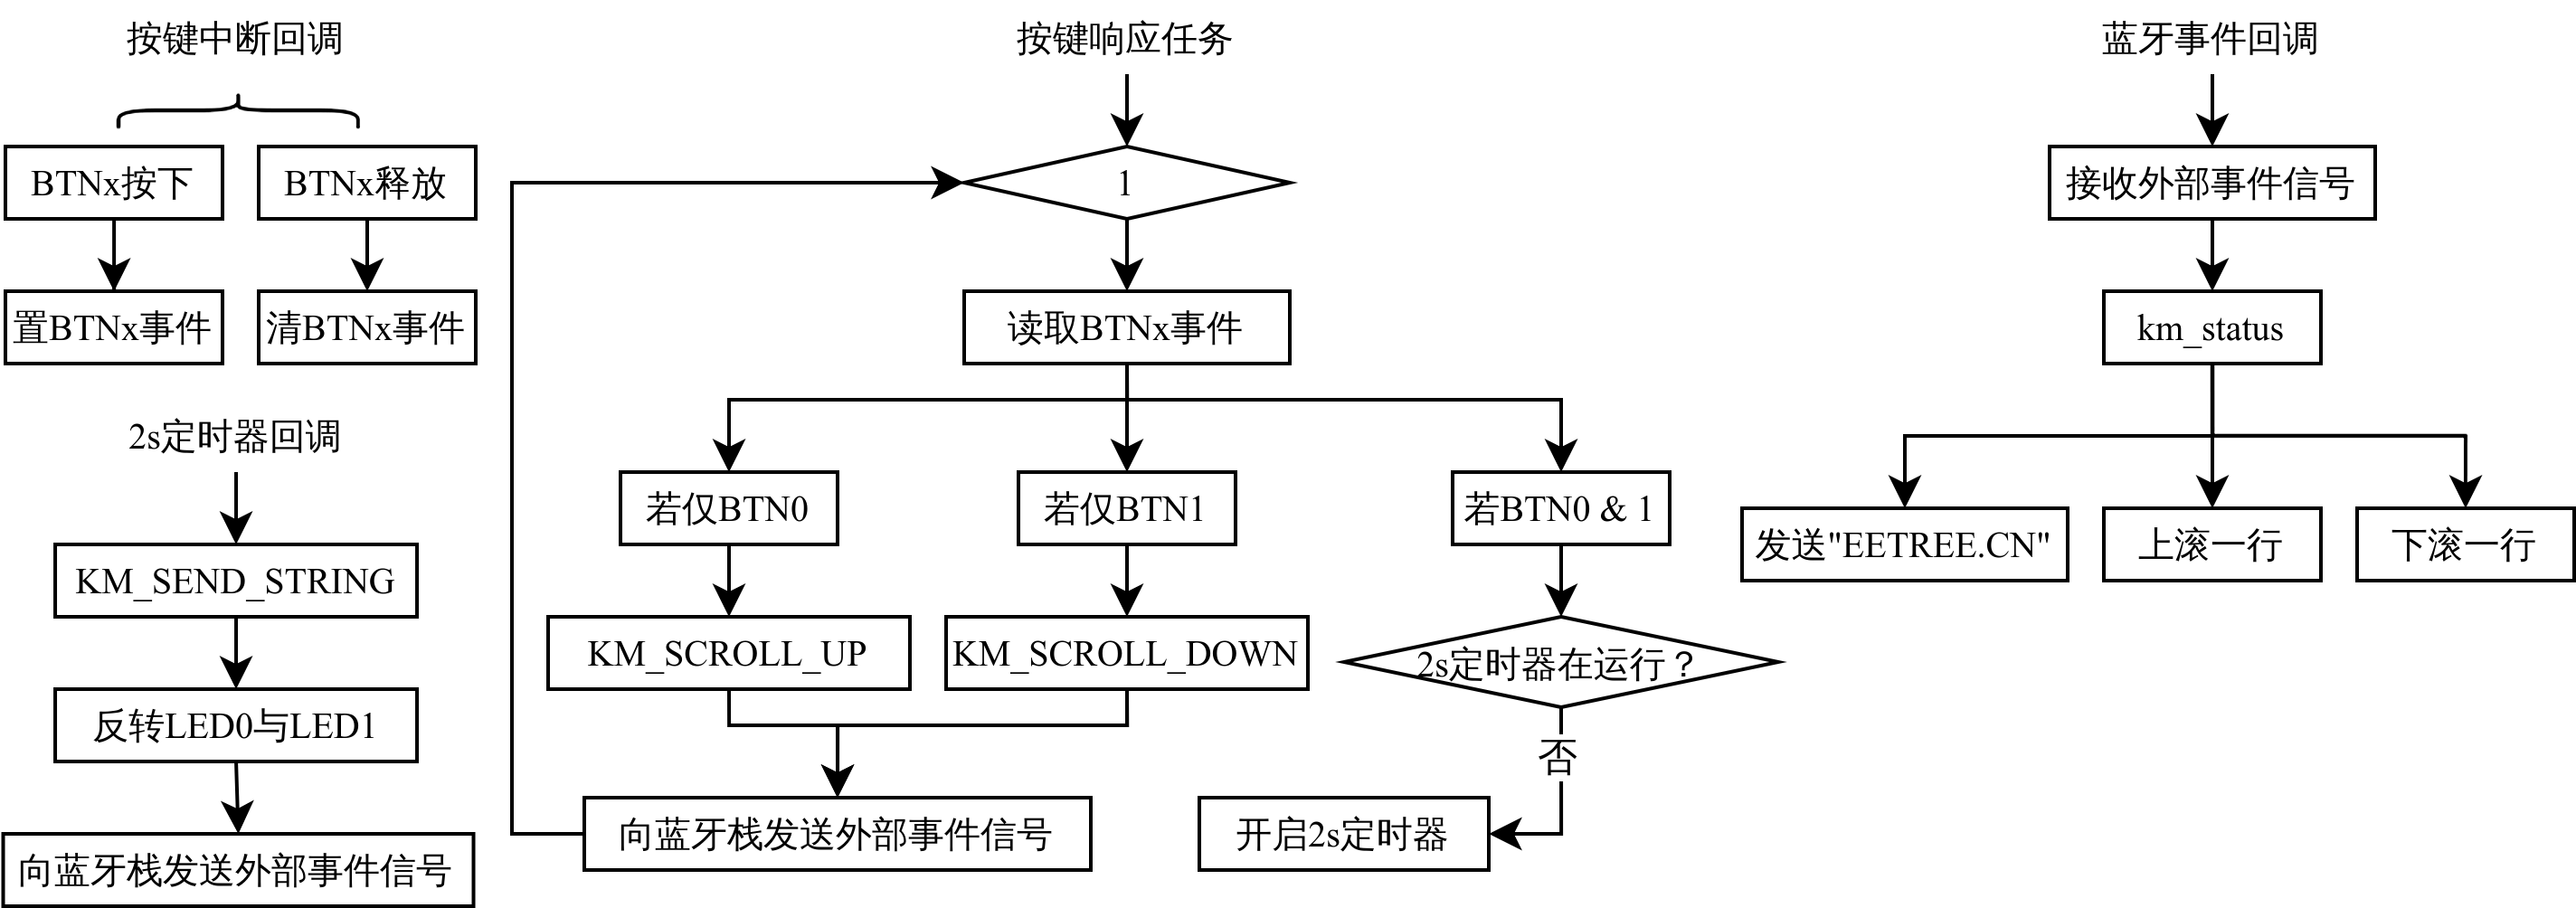 按键中断回调
BTNx按下
BTNx释放
置BTNx事件
清BTNx事件
2s定时器回调
KM_SEND_STRING
反转LED0与LED1
向蓝牙栈发送外部事件信号
按键响应任务
1
读取BTNx事件
若仅BTN0
若仅BTN1
若BTN0 & 1
KM_SCROLL_UP
KM_SCROLL_DOWN
2s定时器在运行？
否
向蓝牙栈发送外部事件信号
开启2s定时器
蓝牙事件回调
接收外部事件信号
km_status
发送"EETREE.CN"
上滚一行
下滚一行